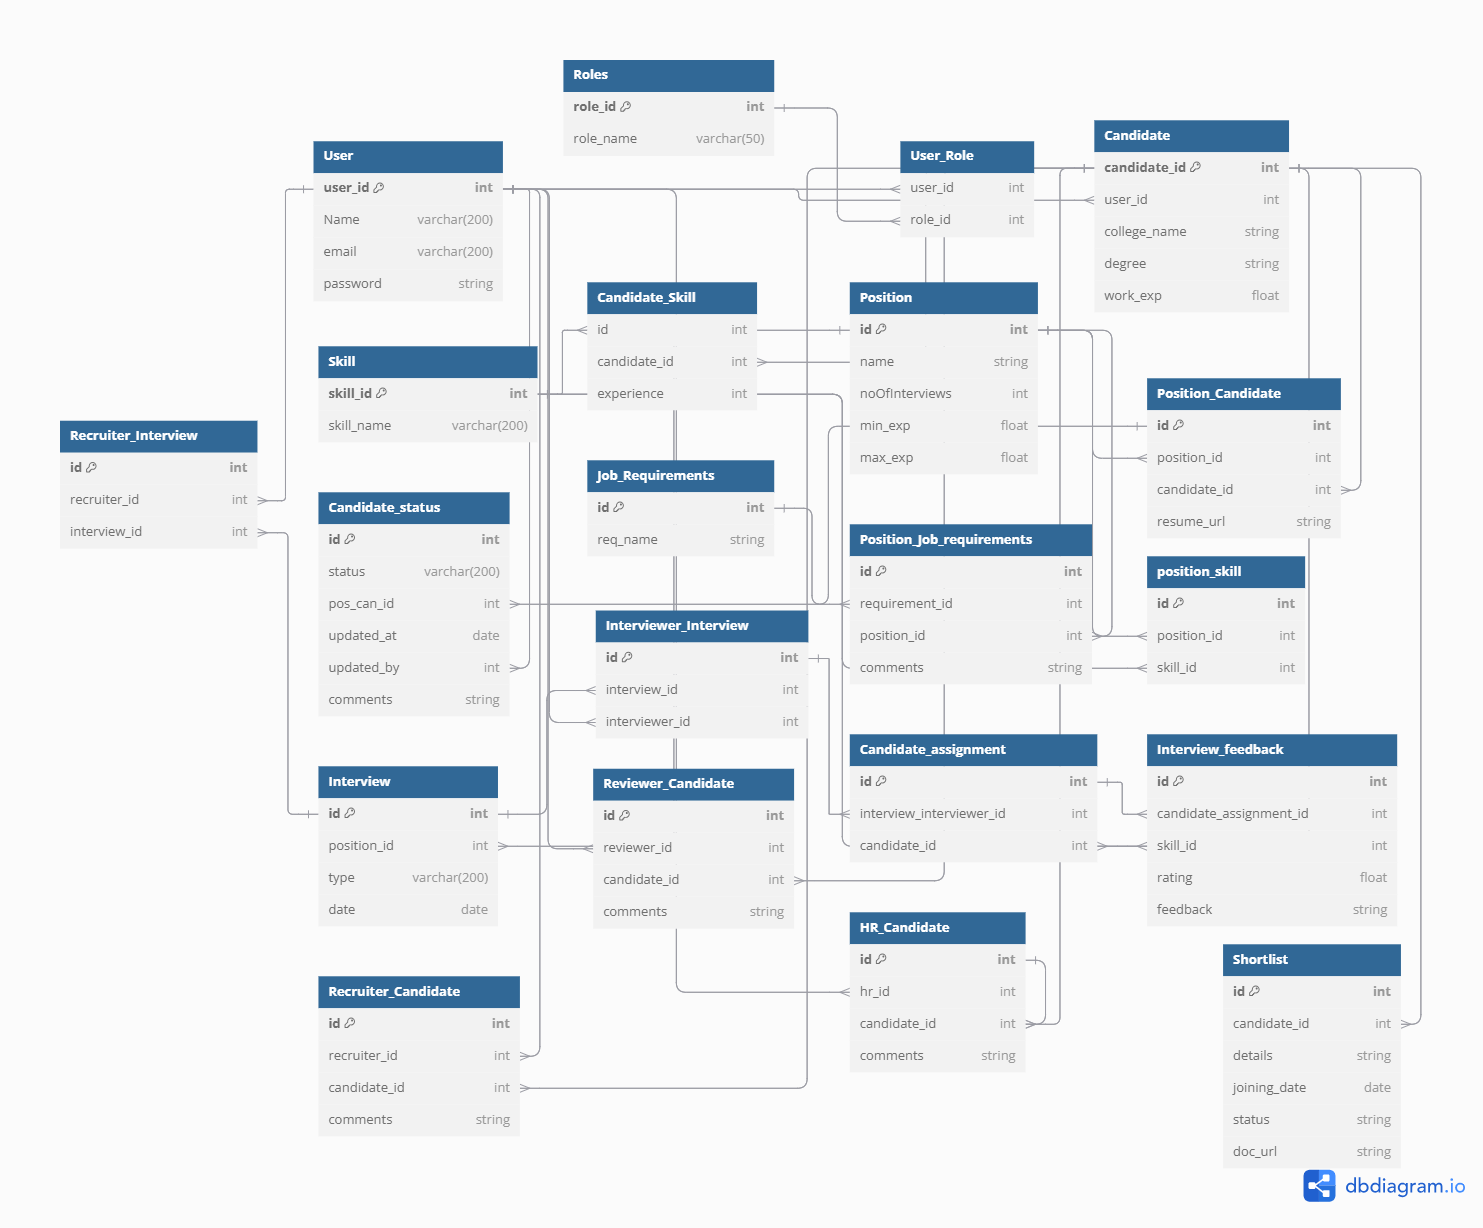 Roles
role_id int
role_name varchar(50)
User
user_id int
Name varchar(200)
email varchar(200)
password string
User_Role
user_id int
role_id int
Candidate
candidate_id int
user_id int
college_name string
degree string
work_exp float
Candidate_Skill
id int
candidate_id int
experience int
Position
id int
name string
noOfInterviews int
min_exp float
max_exp float
Skill
skill_id int
skill_name varchar(200)
Position_Candidate
id int
position_id int
candidate_id int
resume_url string
Recruiter_Interview
id int
recruiter_id int
interview_id int
Job_Requirements
id int
req_name string
Candidate_status
id int
status varchar(200)
pos_can_id int
updated_at date
updated_by int
comments string
Position_Job_requirements
id int
requirement_id int
position_id int
comments string
position_skill
id int
position_id int
skill_id int
Interviewer_Interview
id int
interview_id int
interviewer_id int
Candidate_assignment
id int
interview_interviewer_id int
candidate_id int
Interview_feedback
id int
candidate_assignment_id int
skill_id int
rating float
feedback string
Interview
id int
position_id int
type varchar(200)
date date
Reviewer_Candidate
id int
reviewer_id int
candidate_id int
comments string
HR_Candidate
id int
hr_id int
candidate_id int
comments string
Shortlist
id int
candidate_id int
details string
joining_date date
status string
doc_url string
Recruiter_Candidate
id int
recruiter_id int
candidate_id int
comments string
dbdiagram.io